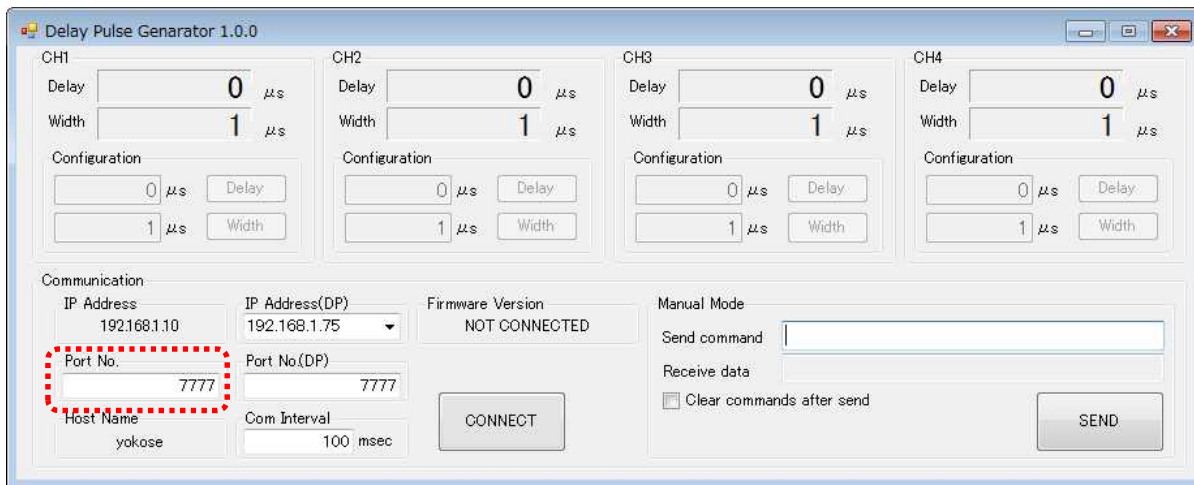 Delay Pulse Genarator 1.0.0
CH1
Delay 0 μs
Width 1 μs
Configuration
0 μs Delay
1 μs Width
CH2
Delay 0 μs
Width 1 μs
Configuration
0 μs Delay
1 μs Width
CH3
Delay 0 μs
Width 1 μs
Configuration
0 μs Delay
1 μs Width
CH4
Delay 0 μs
Width 1 μs
Configuration
0 μs Delay
1 μs Width
Communication
IP Address
192.168.1.10
IP Address(DP)
192.168.1.75
Firmware Version
NOT CONNECTED
Port No.
7777
Port No.(DP)
7777
Host Name
yokose
Com Interval
100 msec
CONNECT
Manual Mode
Send command
Receive data
Clear commands after send
SEND